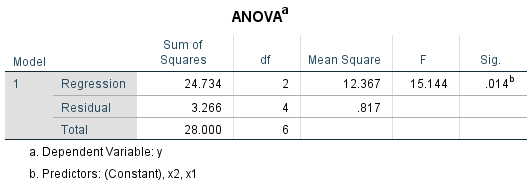 ANOVAa
Model Sum of Squares df Mean Square F Sig.
1 Regression 24.734 2 12.367 15.144 .014b
Residual 3.266 4 .817
Total 28.000 6
a. Dependent Variable: y
b. Predictors: (Constant), x2, x1